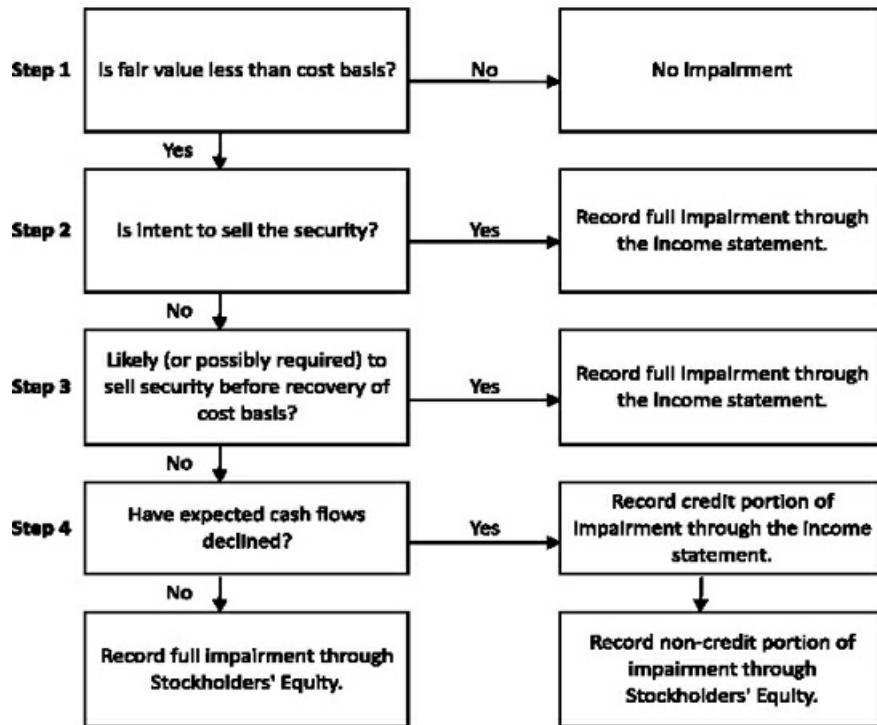 Step 1
Is fair value less than cost basis?
No
No Impairment
Yes
Step 2
Is intent to sell the security?
Yes
Record full impairment through
the income statement.
No
Step 3
Likely (or possibly required) to
sell security before recovery of
cost basis?
Yes
Record full impairment through
the income statement.
No
Step 4
Have expected cash flows
declined?
Yes
Record credit portion of
impairment through the income
statement.
No
Record full impairment through
Stockholders' Equity.
Record non-credit portion of
impairment through
Stockholders' Equity.